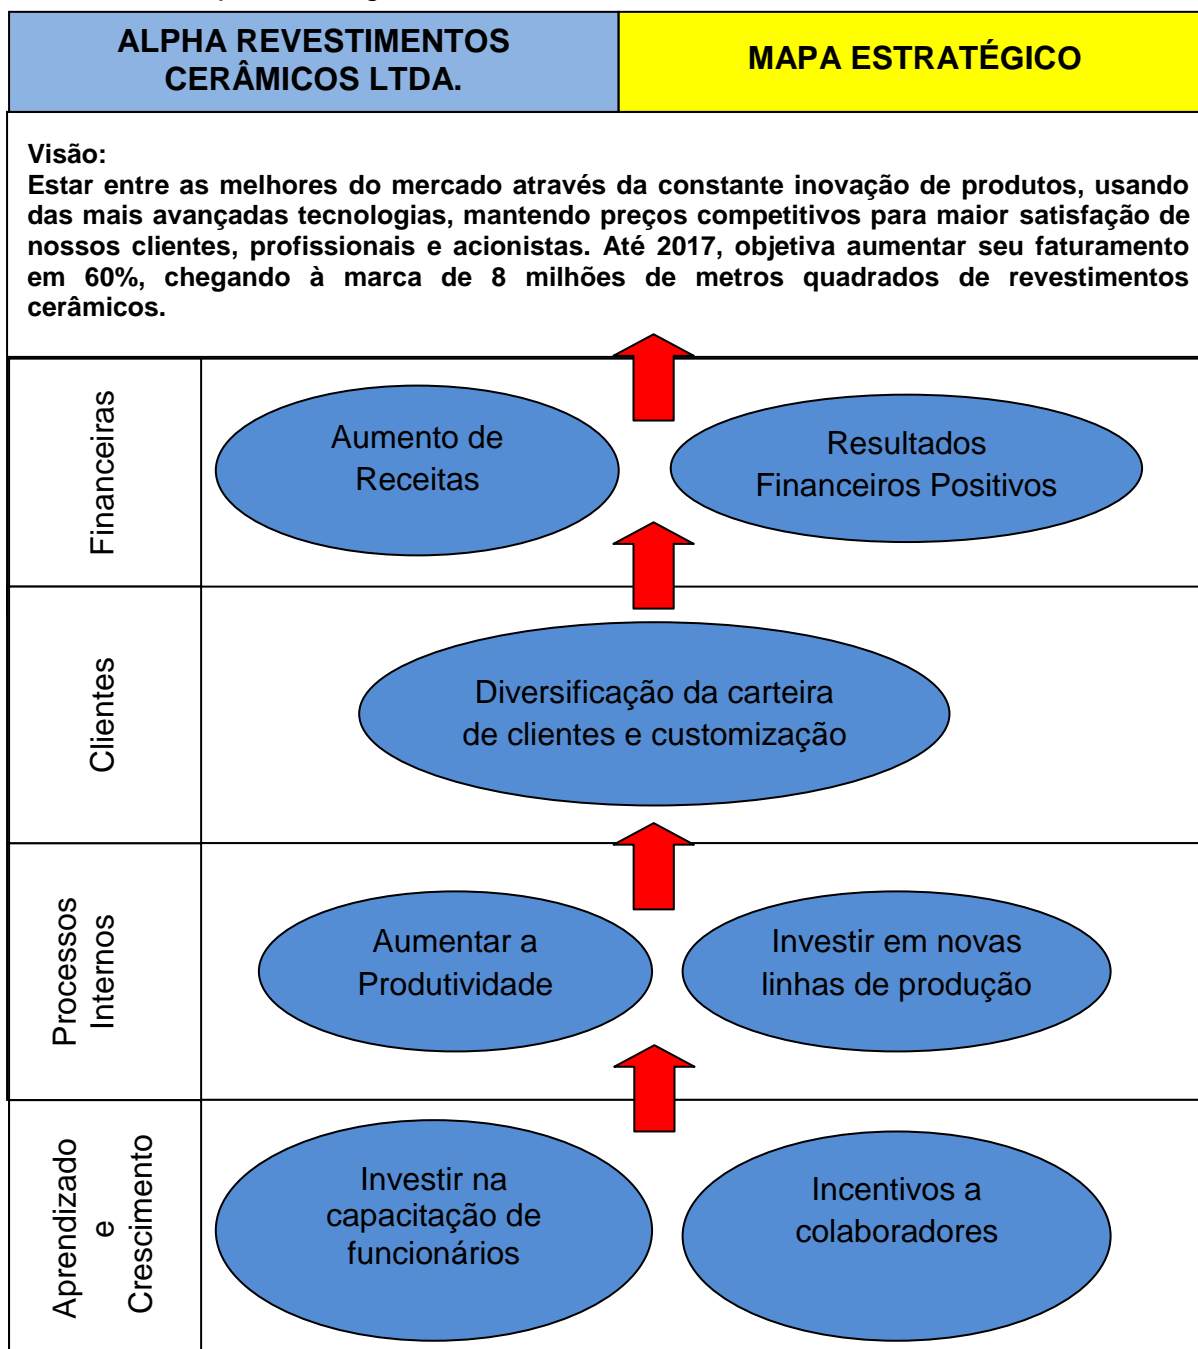 ALPHA REVESTIMENTOS
CERÂMICOS LTDA.
MAPA ESTRATÉGICO
Visão:
Estar entre as melhores do mercado através da constante inovação de produtos, usando
das mais avançadas tecnologias, mantendo preços competitivos para maior satisfação de
nossos clientes, profissionais e acionistas. Até 2017, objetiva aumentar seu faturamento
em 60%, chegando à marca de 8 milhões de metros quadrados de revestimentos
cerâmicos.
Financeiras
Aumento de
Receitas
Resultados
Financeiros Positivos
Clientes
Diversificação da carteira
de clientes e customização
Processos
Internos
Aumentar a
Produtividade
Investir em novas
linhas de produção
Aprendizado
e
Crescimento
Investir na
capacitação de
funcionários
Incentivos a
colaboradores